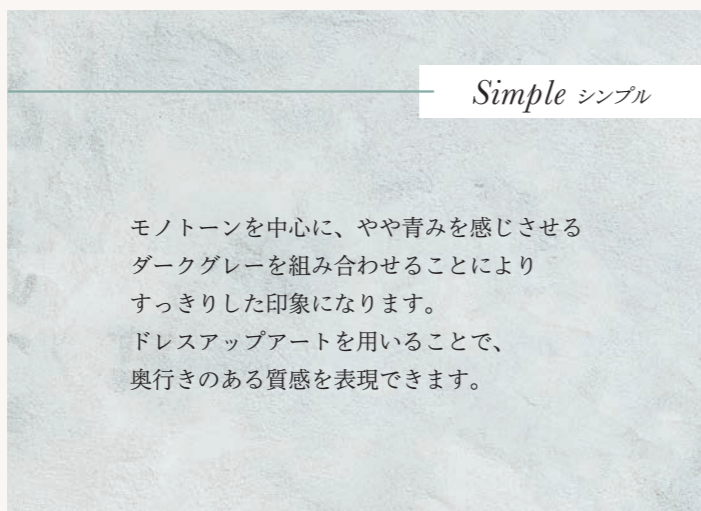 Simple シンプル
モノトーンを中心に、やや青みを感じさせる
ダークグレーを組み合わせることにより
すっきりした印象になります。
ドレスアップアートを用いることで、
奥行きのある質感を表現できます。